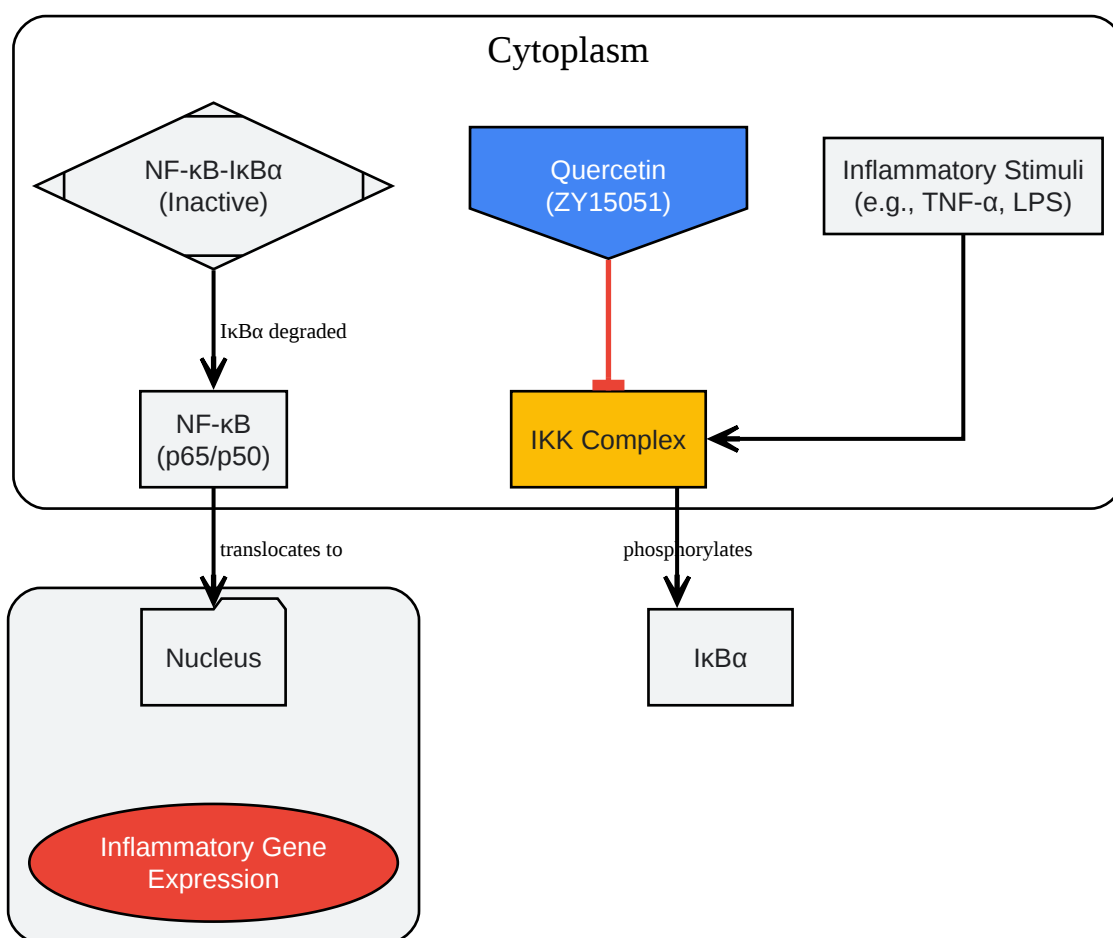 Cytoplasm
NF-κB-IκBα
(Inactive)
Quercetin
(ZY15051)
Inflammatory Stimuli
(e.g., TNF-α, LPS)
IκBα degraded
NF-κB
(p65/p50)
IKK Complex
translocates to
phosphorylates
Nucleus
IκBα
Inflammatory Gene
Expression